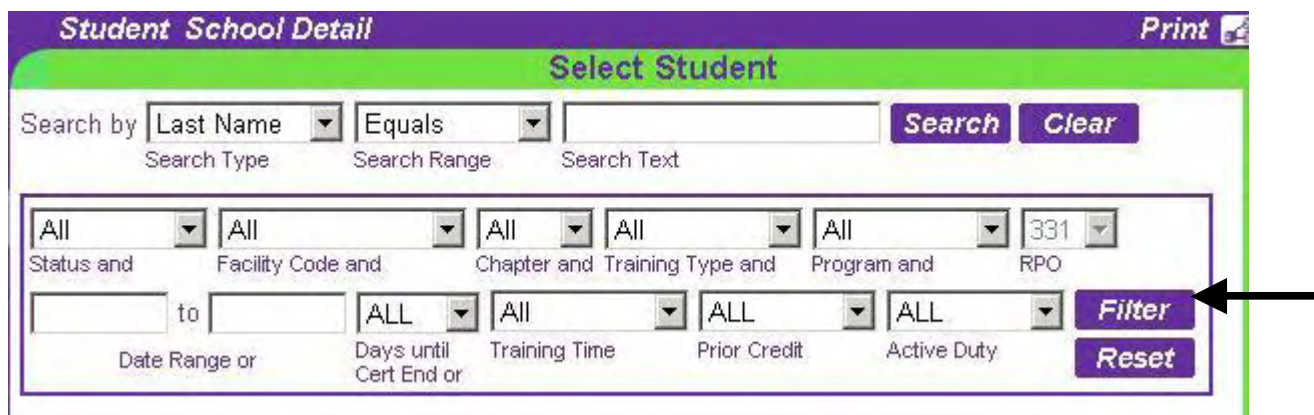 Student School Detail Print
Select Student
Search by Last Name Equals Search Clear
Search Type Search Range Search Text
All All All All All 331
Status and Facility Code and Chapter and Training Type and Program and RPO
to ALL All ALL ALL Filter
Date Range or Days until Training Time Prior Credit Active Duty Reset
Cert End or